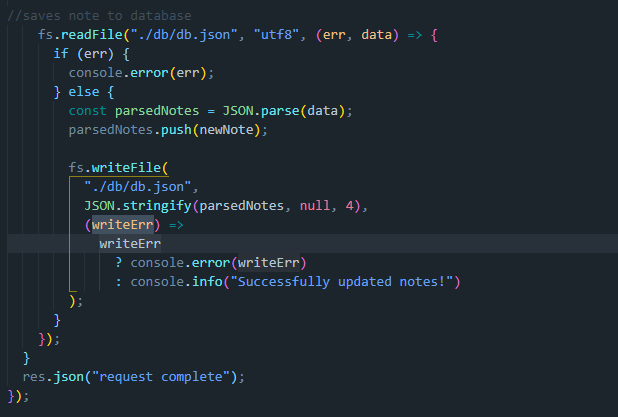 //saves note to database
fs.readFile("./db/db.json", "utf8", (err, data) => {
if (err) {
console.error(err);
} else {
const parsedNotes = JSON.parse(data);
parsedNotes.push(newNote);
fs.writeFile(
"./db/db.json",
JSON.stringify(parsedNotes, null, 4),
(writeErr) =>
writeErr
? console.error(writeErr)
: console.info("Successfully updated notes!")
);
}
});
}
res.json("request complete");
});